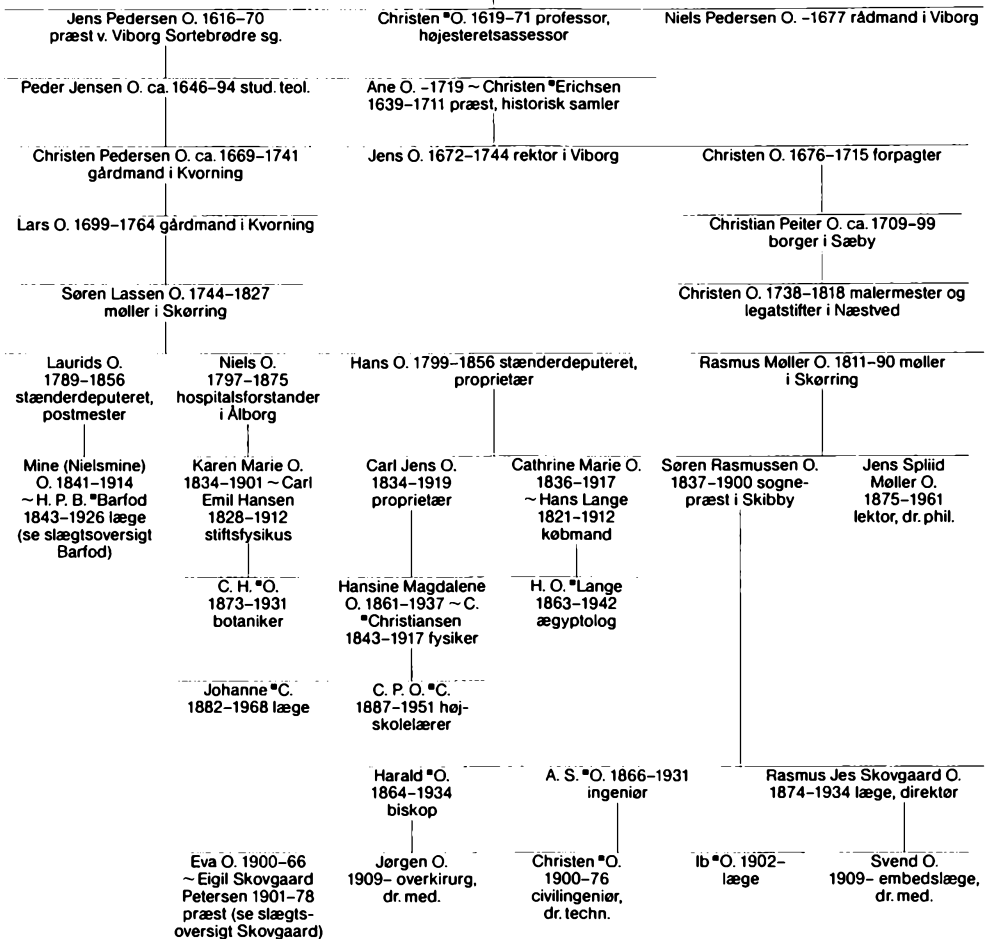 Jens Pedersen O. 1616–70
præst v. Viborg Sortebrødre sg.
Christen ▪O. 1619–71 professor,
højesteretsassessor
Niels Pedersen O. –1677 rådmand i Viborg
Peder Jensen O. ca. 1646–94 stud. teol.
Ane O. –1719 ~ Christen ▪Erichsen
1639–1711 præst, historisk samler
Christen Pedersen O. ca. 1669–1741
gårdmand i Kvorning
Jens O. 1672–1744 rektor i Viborg
Christen O. 1676–1715 forpagter
Lars O. 1699–1764 gårdmand i Kvorning
Christian Peiter O. ca. 1709–99
borger i Sæby
Søren Lassen O. 1744–1827
møller i Skørring
Christen O. 1738–1818 malermester og
legatstifter i Næstved
Laurids O.
1789–1856
stænderdeputeret,
postmester
Niels O.
1797–1875
hospitalsforstander
i Ålborg
Hans O. 1799–1856 stænderdeputeret,
proprietær
Rasmus Møller O. 1811–90 møller
i Skørring
Mine (Nielsmine)
O. 1841–1914
~ H. P. B. ▪Barfod
1843–1926 læge
(se slægtsoversigt
Barfod)
Karen Marie O.
1834–1901 ~ Carl
Emil Hansen
1828–1912
stiftsfysikus
Carl Jens O.
1834–1919
proprietær
Cathrine Marie O.
1836–1917
~ Hans Lange
1821–1912
købmand
Søren Rasmussen O.
1837–1900 sogne-
præst i Skibby
Jens Spliid
Møller O.
1875–1961
lektor, dr. phil.
C. H. ▪O.
1873–1931
botaniker
Hansine Magdalene
O. 1861–1937 ~ C.
▪Christiansen
1843–1917 fysiker
H. O. ▪Lange
1863–1942
ægyptolog
Johanne ▪C.
1882–1968 læge
C. P. O. ▪C.
1887–1951 høj-
skolelærer
Harald ▪O.
1864–1934
biskop
A. S. ▪O. 1866–1931
ingeniør
Rasmus Jes Skovgaard O.
1874–1934 læge, direktør
Eva O. 1900–66
~ Eigil Skovgaard
Petersen 1901–78
præst (se slægts-
oversigt Skovgaard)
Jørgen O.
1909– overkirurg,
dr. med.
Christen ▪O.
1900–76
civilingeniør,
dr. techn.
Ib ▪O. 1902–
læge
Svend O.
1909– embedslæge,
dr. med.